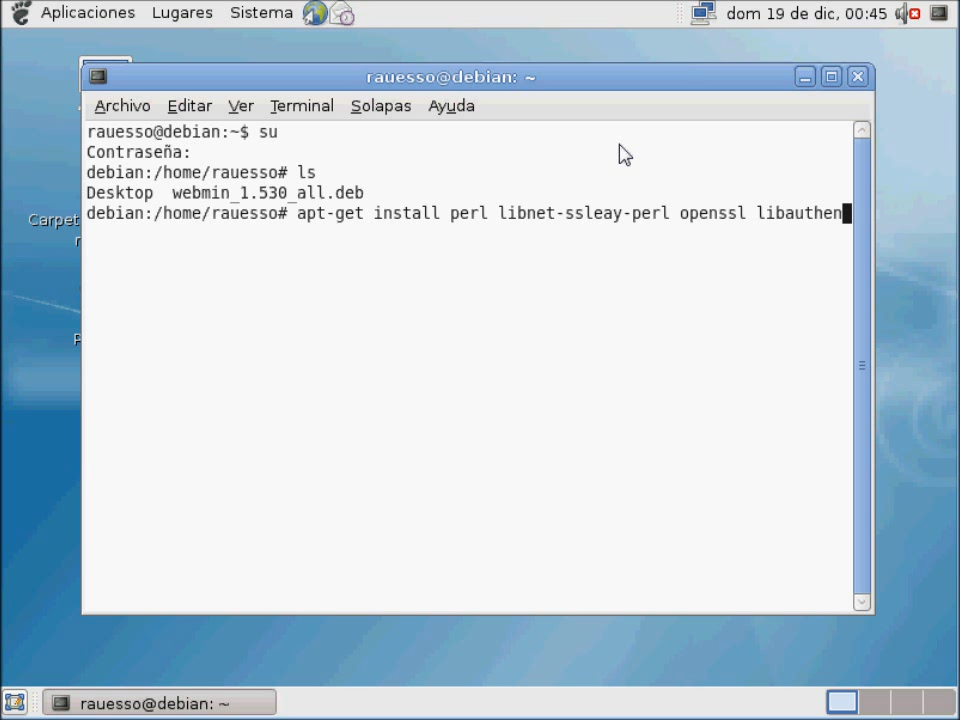 Aplicaciones Lugares Sistema dom 19 de dic, 00:45
rauesso@debian: ~
Archivo Editar Ver Terminal Solapas Ayuda
rauesso@debian:~$ su
Contraseña:
debian:/home/rauesso# ls
Desktop webmin_1.530_all.deb
debian:/home/rauesso# apt-get install perl libnet-ssleay-perl openssl libauthen
Carpet
rauesso@debian: ~